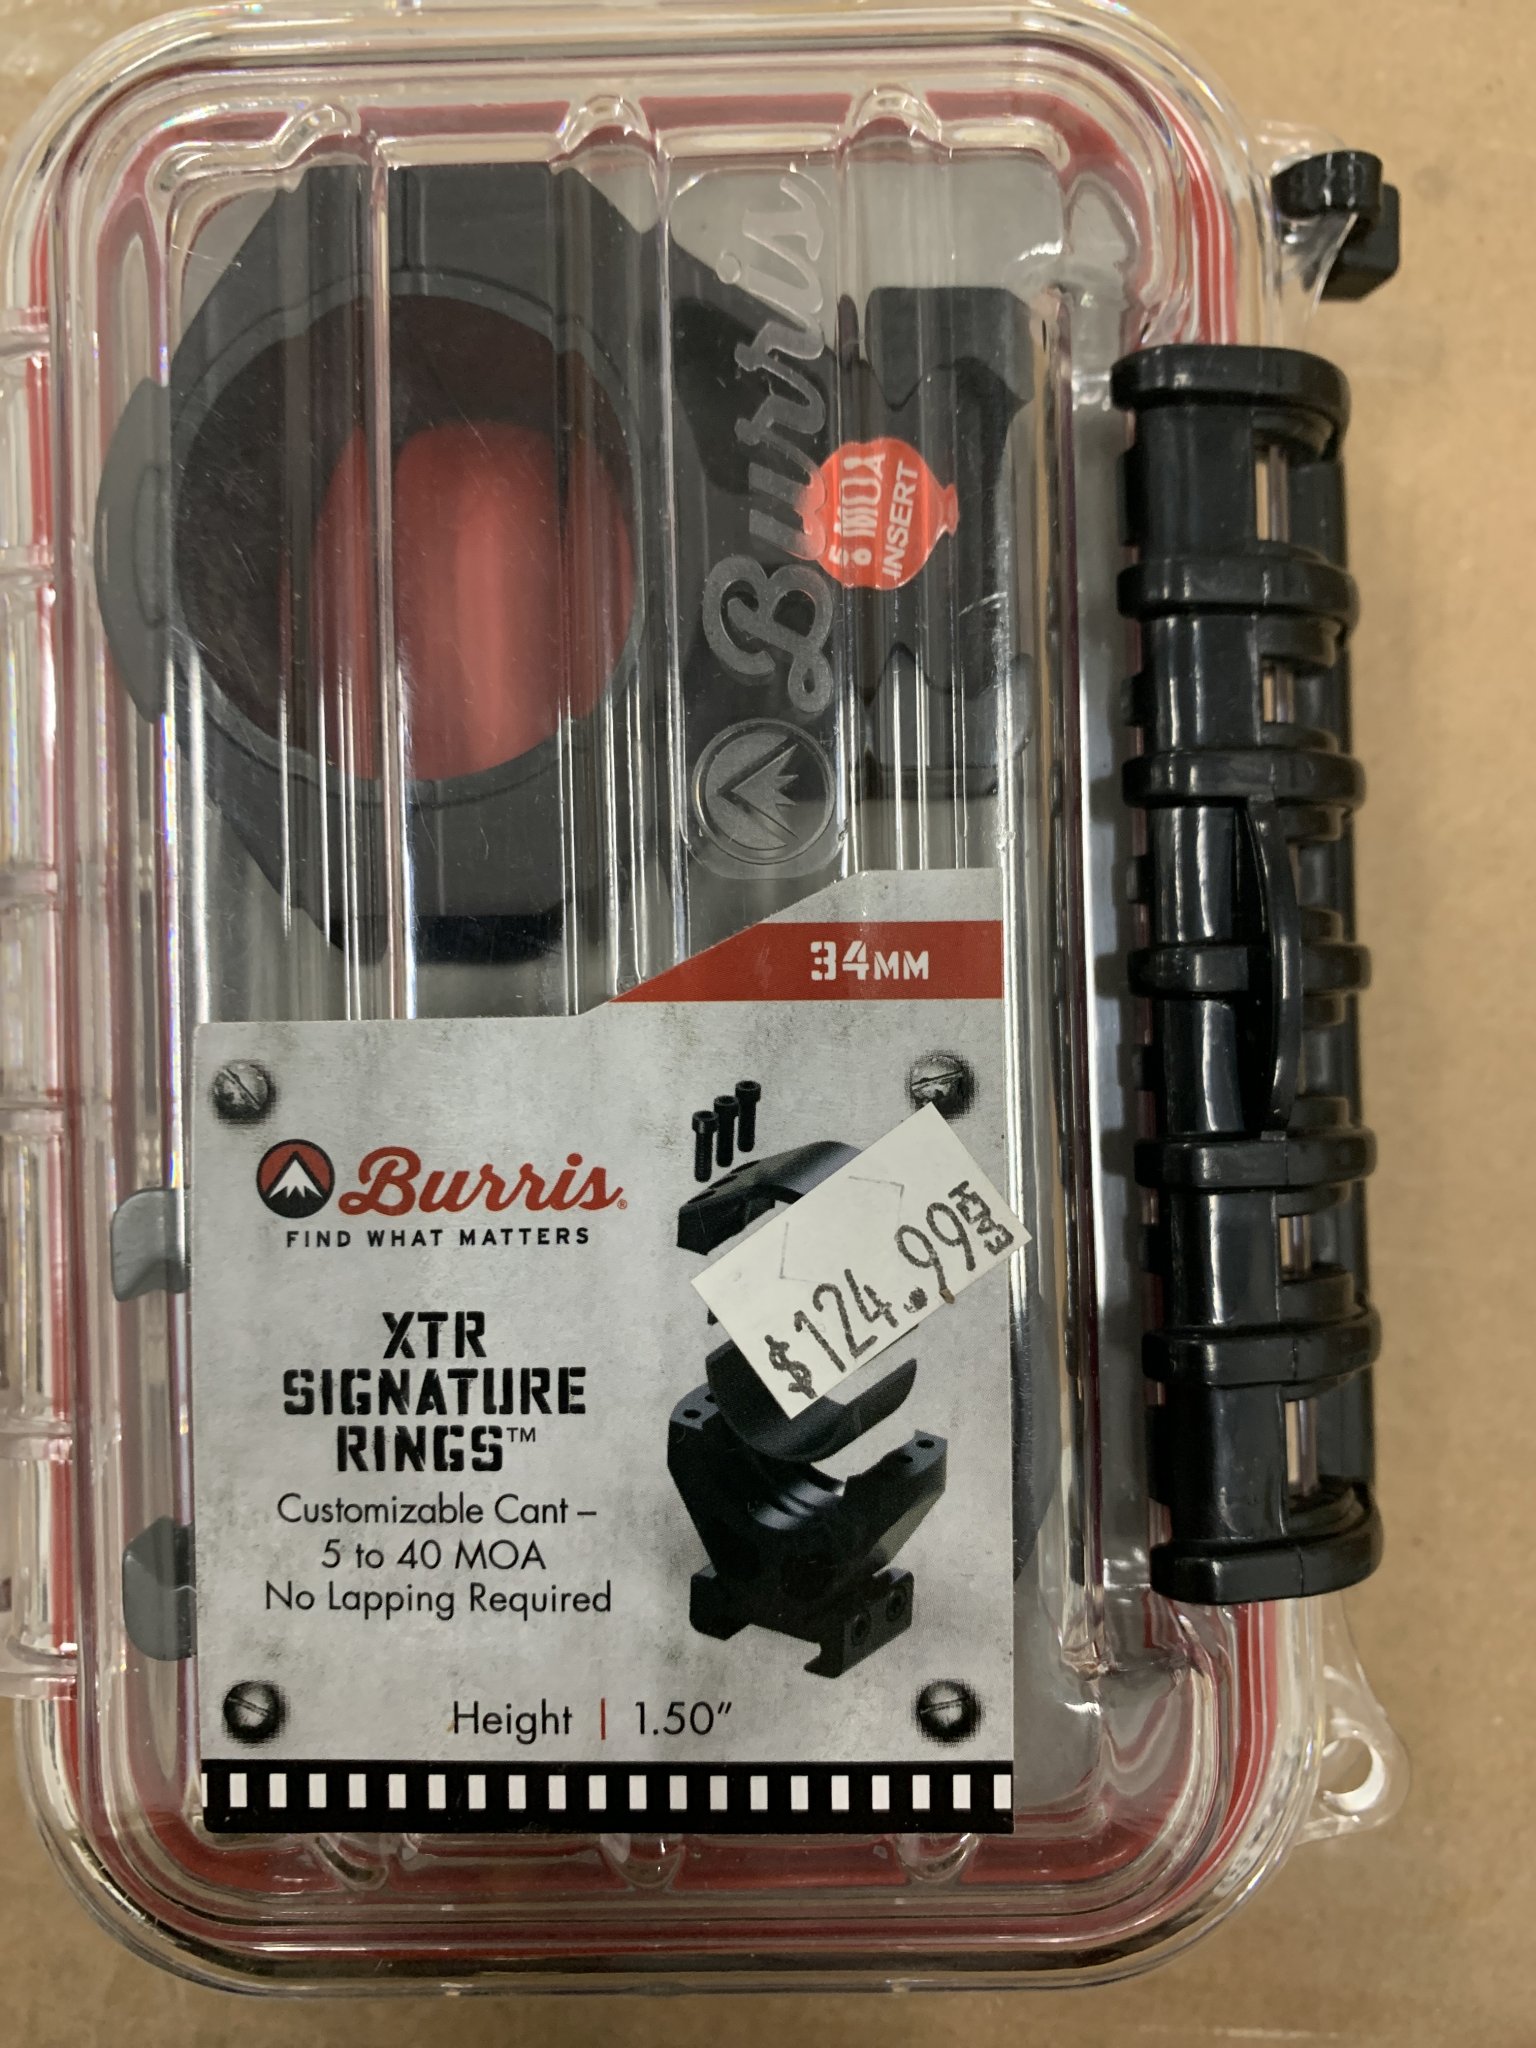 Burris
MOA
INSERT
34MM
Burris®
FIND WHAT MATTERS
XTR
SIGNATURE
RINGS™
Customizable Cant –
5 to 40 MOA
No Lapping Required
$124.99 EACH
Height | 1.50"